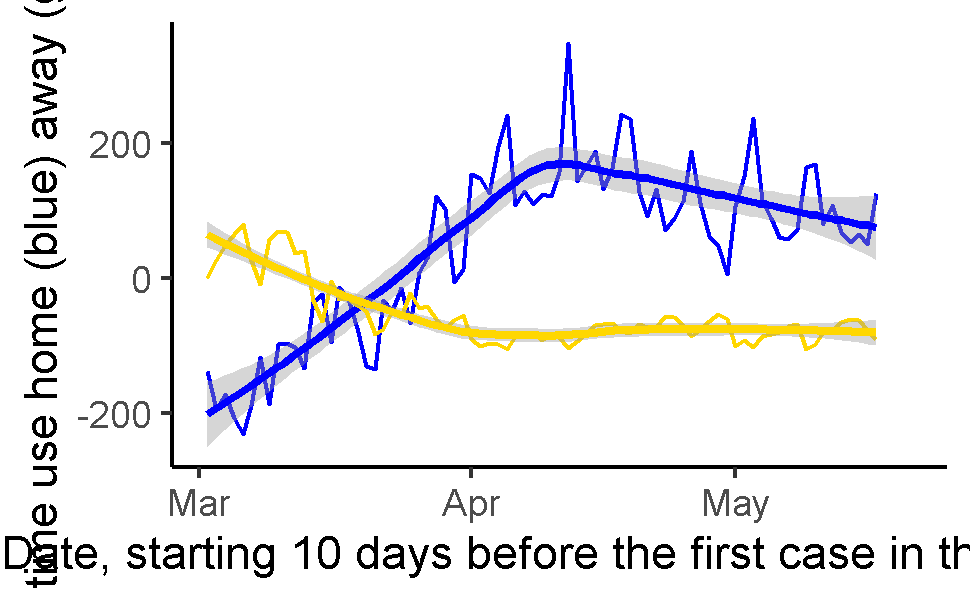 time use home (blue) away (
200
0
-200
Mar Apr May
Date, starting 10 days before the first case in th